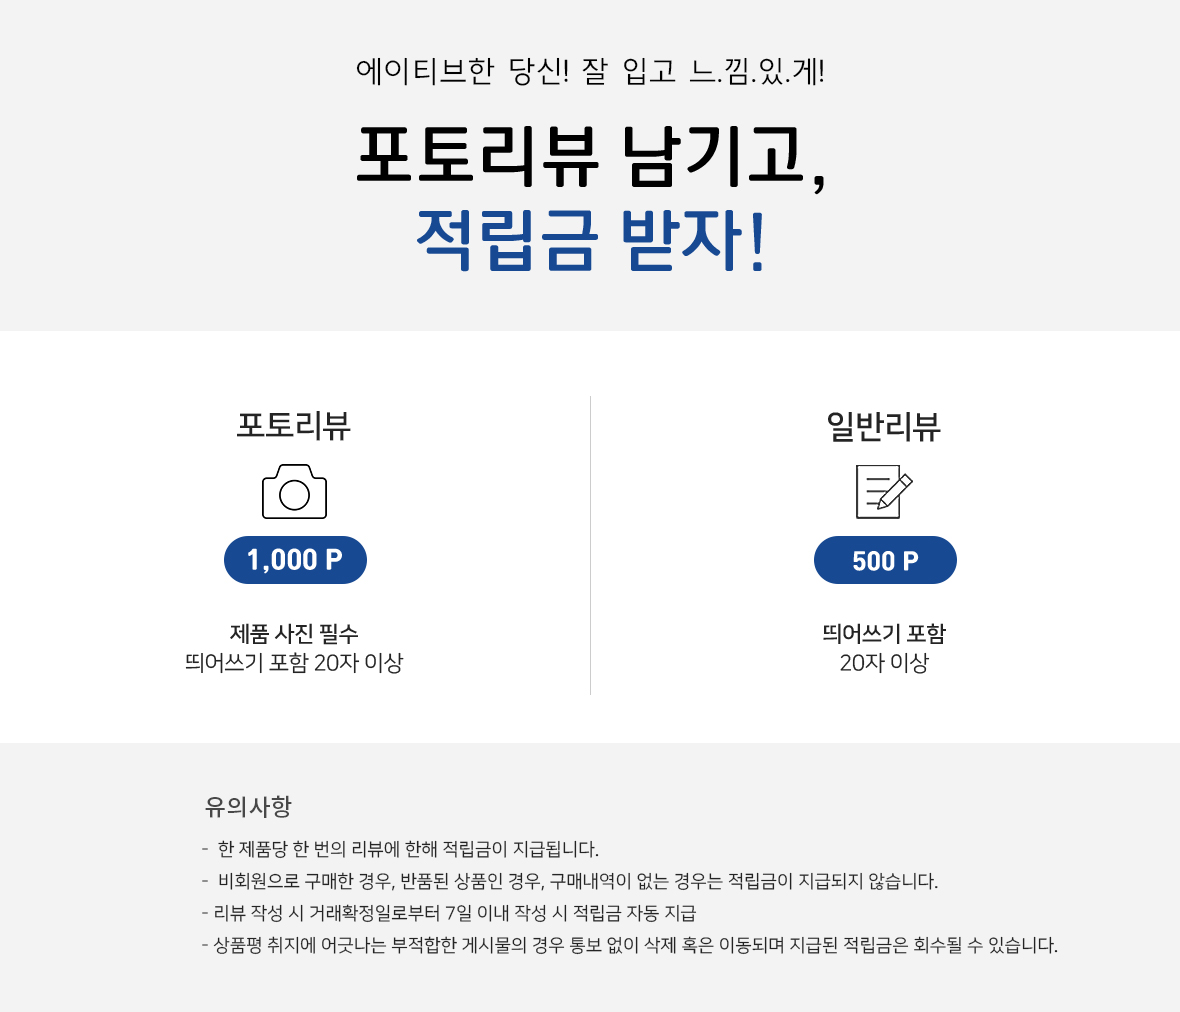 에이티브한 당신! 잘 입고 느.낌.있.게!
포토리뷰 남기고,
적립금 받자!
포토리뷰
1,000 P
제품 사진 필수
띄어쓰기 포함 20자 이상
일반리뷰
500 P
띄어쓰기 포함
20자 이상
유의사항
- 한 제품당 한 번의 리뷰에 한해 적립금이 지급됩니다.
- 비회원으로 구매한 경우, 반품된 상품인 경우, 구매내역이 없는 경우는 적립금이 지급되지 않습니다.
- 리뷰 작성 시 거래확정일로부터 7일 이내 작성 시 적립금 자동 지급
- 상품평 취지에 어긋나는 부적합한 게시물의 경우 통보 없이 삭제 혹은 이동되며 지급된 적립금은 회수될 수 있습니다.